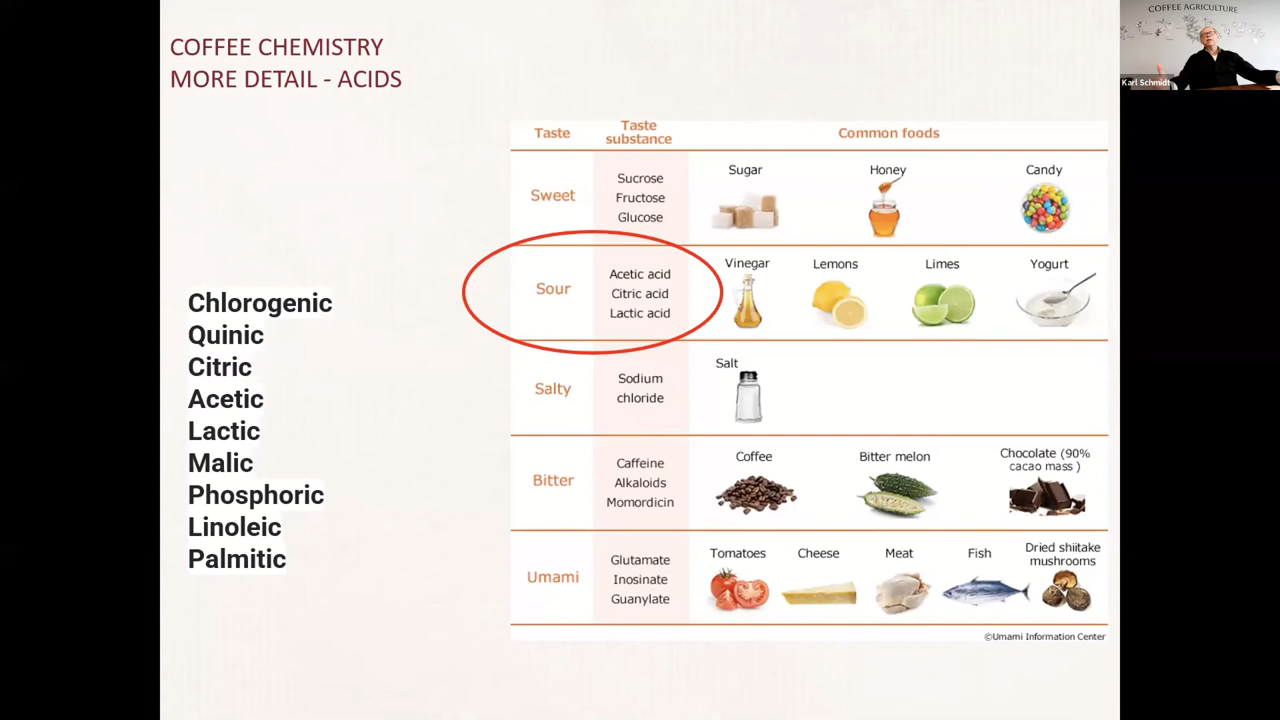 COFFEE CHEMISTRY
MORE DETAIL - ACIDS
COFFEE AGRICULTURE
Karl Schmidt
Chlorogenic
Quinic
Citric
Acetic
Lactic
Malic
Phosphoric
Linoleic
Palmitic
Taste
Taste
substance
Common foods
Sweet
Sucrose
Fructose
Glucose
Sugar
Honey
Candy
Sour
Acetic acid
Citric acid
Lactic acid
Vinegar
Lemons
Limes
Yogurt
Salty
Sodium
chloride
Salt
Bitter
Caffeine
Alkaloids
Momordicin
Coffee
Bitter melon
Chocolate (90%
cacao mass )
Umami
Glutamate
Inosinate
Guanylate
Tomatoes
Cheese
Meat
Fish
Dried shiitake
mushrooms
©Umami Information Center